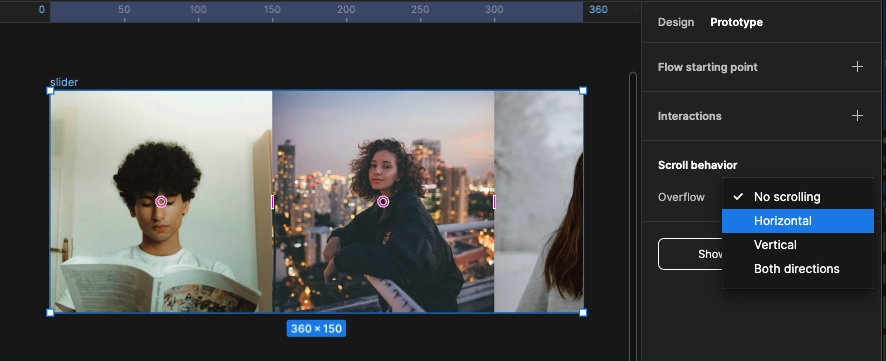 0 50 100 150 200 250 300 360
Design Prototype
Flow starting point
slider
Interactions
Scroll behavior
Overflow
No scrolling
Horizontal
Vertical
Show
Both directions
360 × 150